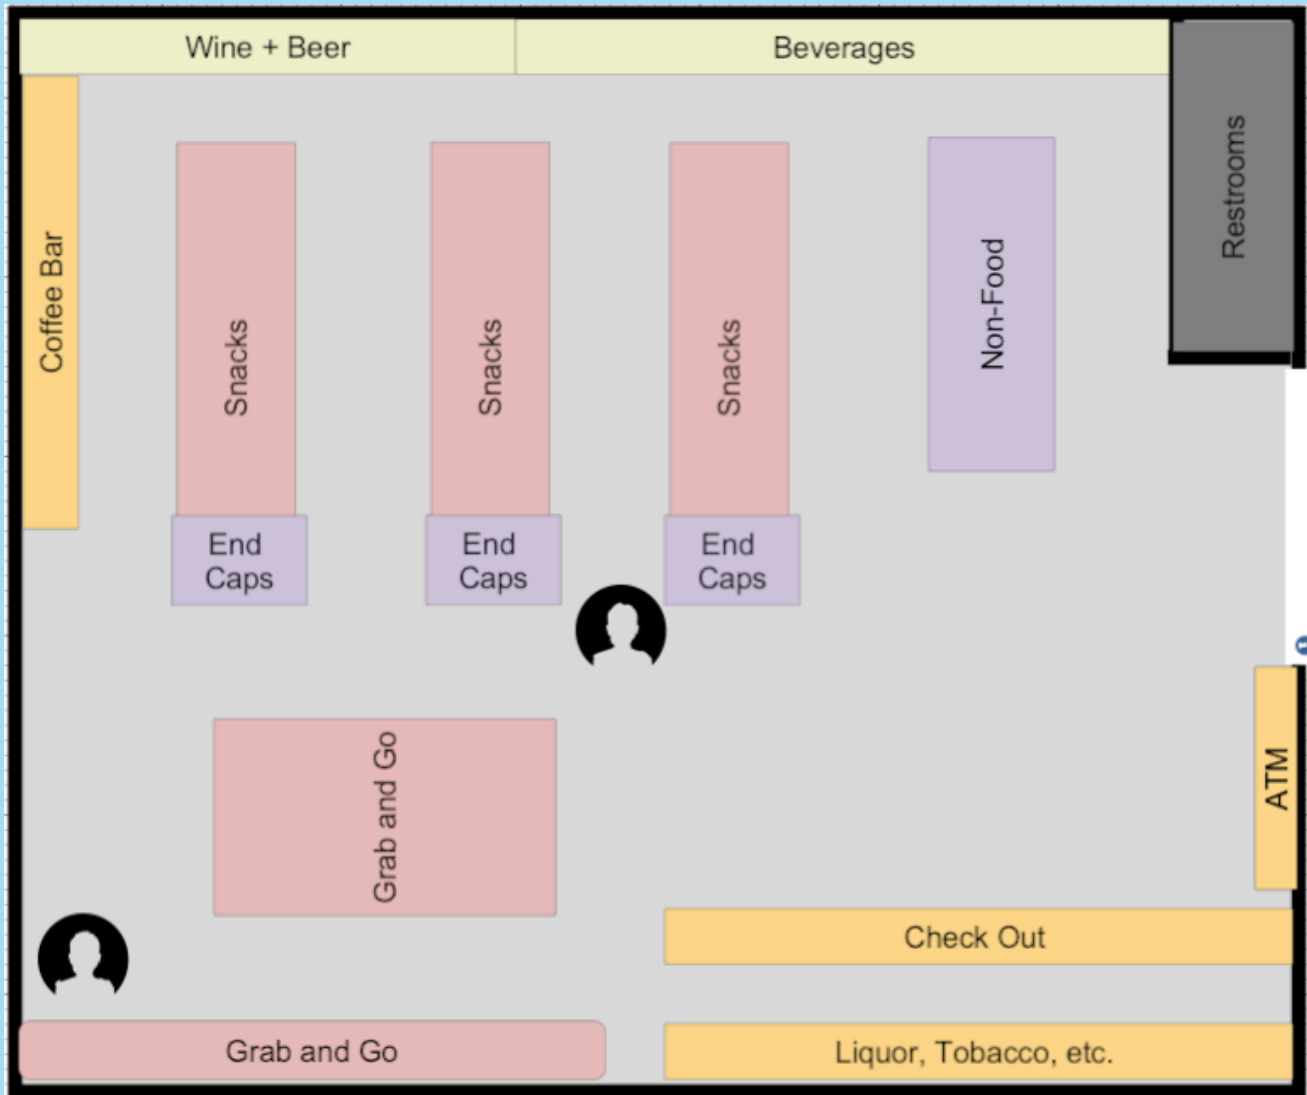 Wine + Beer
Beverages
Restrooms
Coffee Bar
Snacks
Snacks
Snacks
Non-Food
End
Caps
End
Caps
End
Caps
Grab and Go
ATM
Check Out
Grab and Go
Liquor, Tobacco, etc.